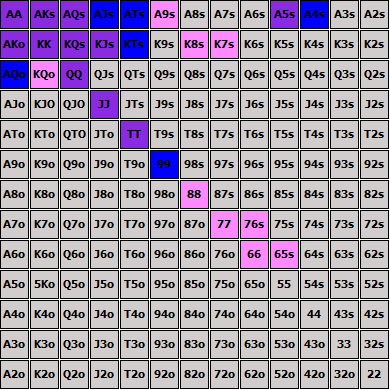 AA AKs AQs AJs ATs A9s A8s A7s A6s A5s A4s A3s A2s
AKo KK KQs KJs KTs K9s K8s K7s K6s K5s K4s K3s K2s
AQo KQo QQ QJs QTs Q9s Q8s Q7s Q6s Q5s Q4s Q3s Q2s
AJo KJO QJO JJ JTs J9s J8s J7s J6s J5s J4s J3s J2s
ATo KTo QTO JTo TT T9s T8s T7s T6s T5s T4s T3s T2s
A9o K9o Q9o J9o T9o 99 98s 97s 96s 95s 94s 93s 92s
A8o K8o Q8o J8o T8o 98o 88 87s 86s 85s 84s 83s 82s
A7o K7o Q7o J7o T7o 97o 87o 77 76s 75s 74s 73s 72s
A6o K6o Q6o J6o T6o 96o 86o 76o 66 65s 64s 63s 62s
A5o 5Ko Q5o J5o T5o 95o 85o 75o 65o 55 54s 53s 52s
A4o K4o Q4o J4o T4o 94o 84o 74o 64o 54o 44 43s 42s
A3o K3o Q3o J3o T3o 93o 83o 73o 63o 53o 43o 33 32s
A2o K2o Q2o J2o T2o 92o 82o 72o 62o 52o 42o 32o 22